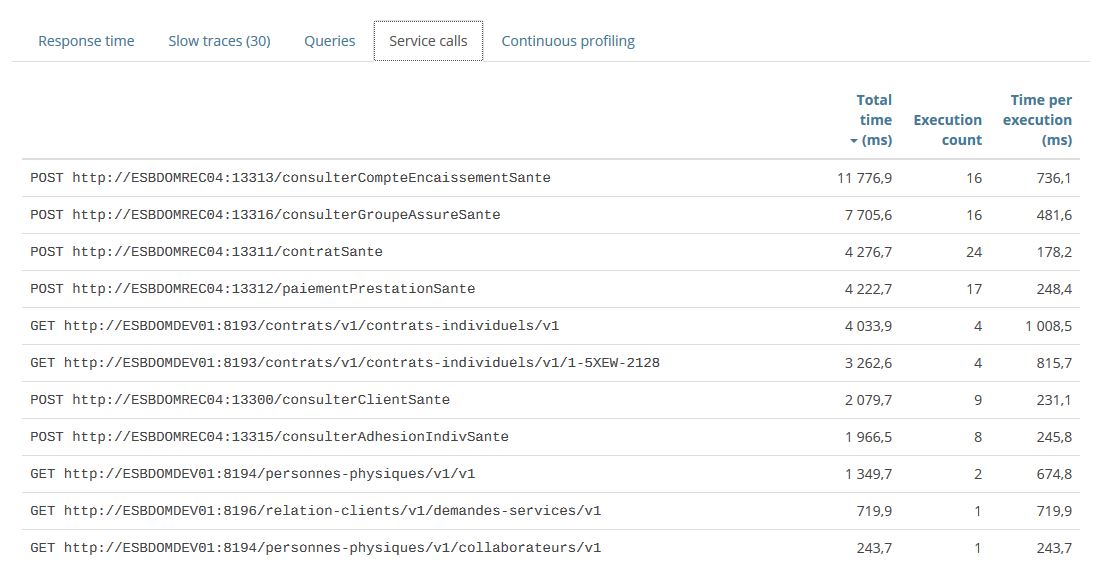 Response time Slow traces (30) Queries Service calls Continuous profiling
Total time (ms) Execution count Time per execution (ms)
POST http://ESBDOMREC04:13313/consulterCompteEncaissementSante 11 776,9 16 736,1
POST http://ESBDOMREC04:13316/consulterGroupeAssureSante 7 705,6 16 481,6
POST http://ESBDOMREC04:13311/contratSante 4 276,7 24 178,2
POST http://ESBDOMREC04:13312/paiementPrestationSante 4 222,7 17 248,4
GET http://ESBDOMDEV01:8193/contrats/v1/contrats-individuels/v1 4 033,9 4 1 008,5
GET http://ESBDOMDEV01:8193/contrats/v1/contrats-individuels/v1/1-5XEW-2128 3 262,6 4 815,7
POST http://ESBDOMREC04:13300/consulterClientSante 2 079,7 9 231,1
POST http://ESBDOMREC04:13315/consulterAdhesionIndivSante 1 966,5 8 245,8
GET http://ESBDOMDEV01:8194/personnes-physiques/v1/v1 1 349,7 2 674,8
GET http://ESBDOMDEV01:8196/relation-clients/v1/demandes-services/v1 719,9 1 719,9
GET http://ESBDOMDEV01:8194/personnes-physiques/v1/collaborateurs/v1 243,7 1 243,7